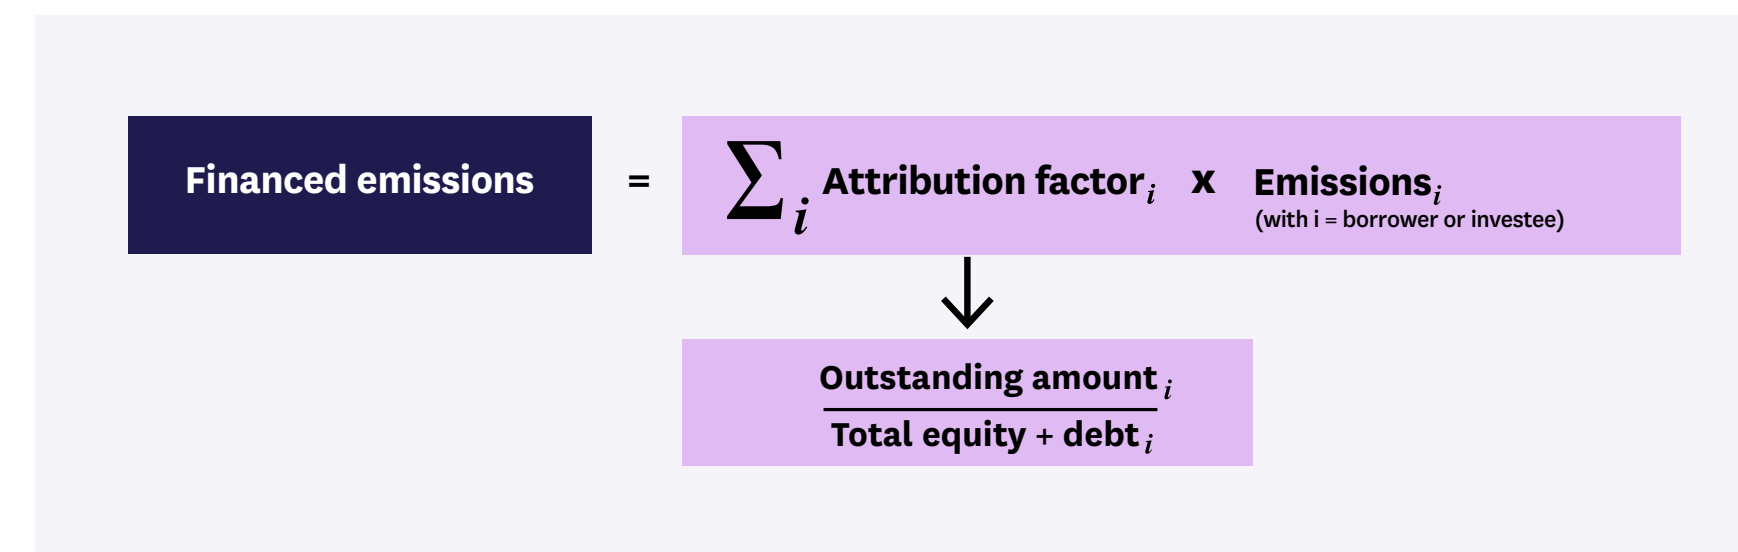 Financed emissions = ∑i Attribution factori x Emissionsi
(with i = borrower or investee)
Outstanding amounti
Total equity + debti